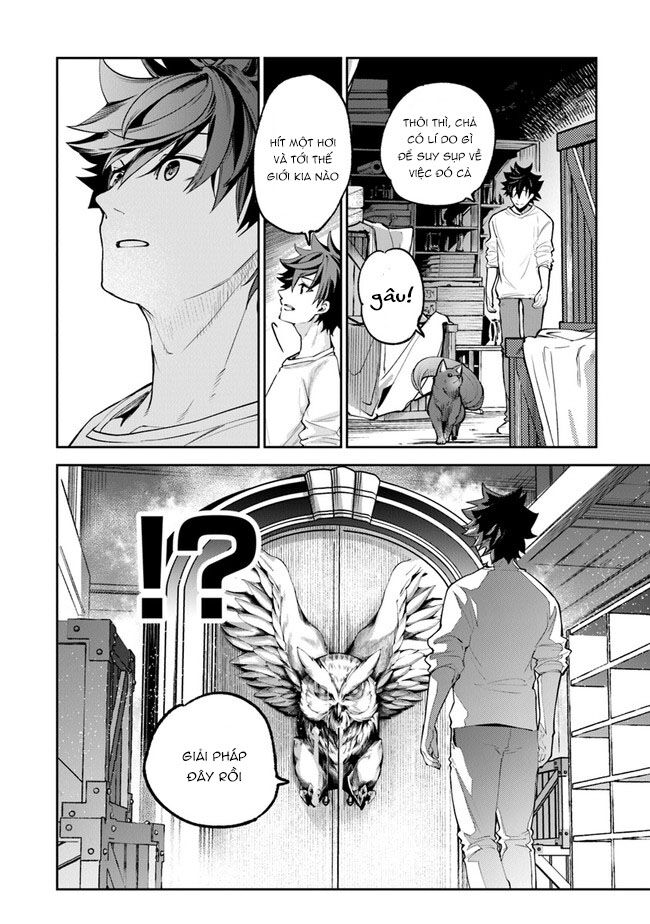 THÔI THÌ, CHẢ
CÓ LÍ DO GÌ
ĐỂ SUY SỤP VỀ
VIỆC ĐÓ CẢ
gâu!
HÍT MỘT HƠI
VÀ TỚI THẾ
GIỚI KIA NÀO
!?
GIẢI PHÁP
ĐÂY RỒI